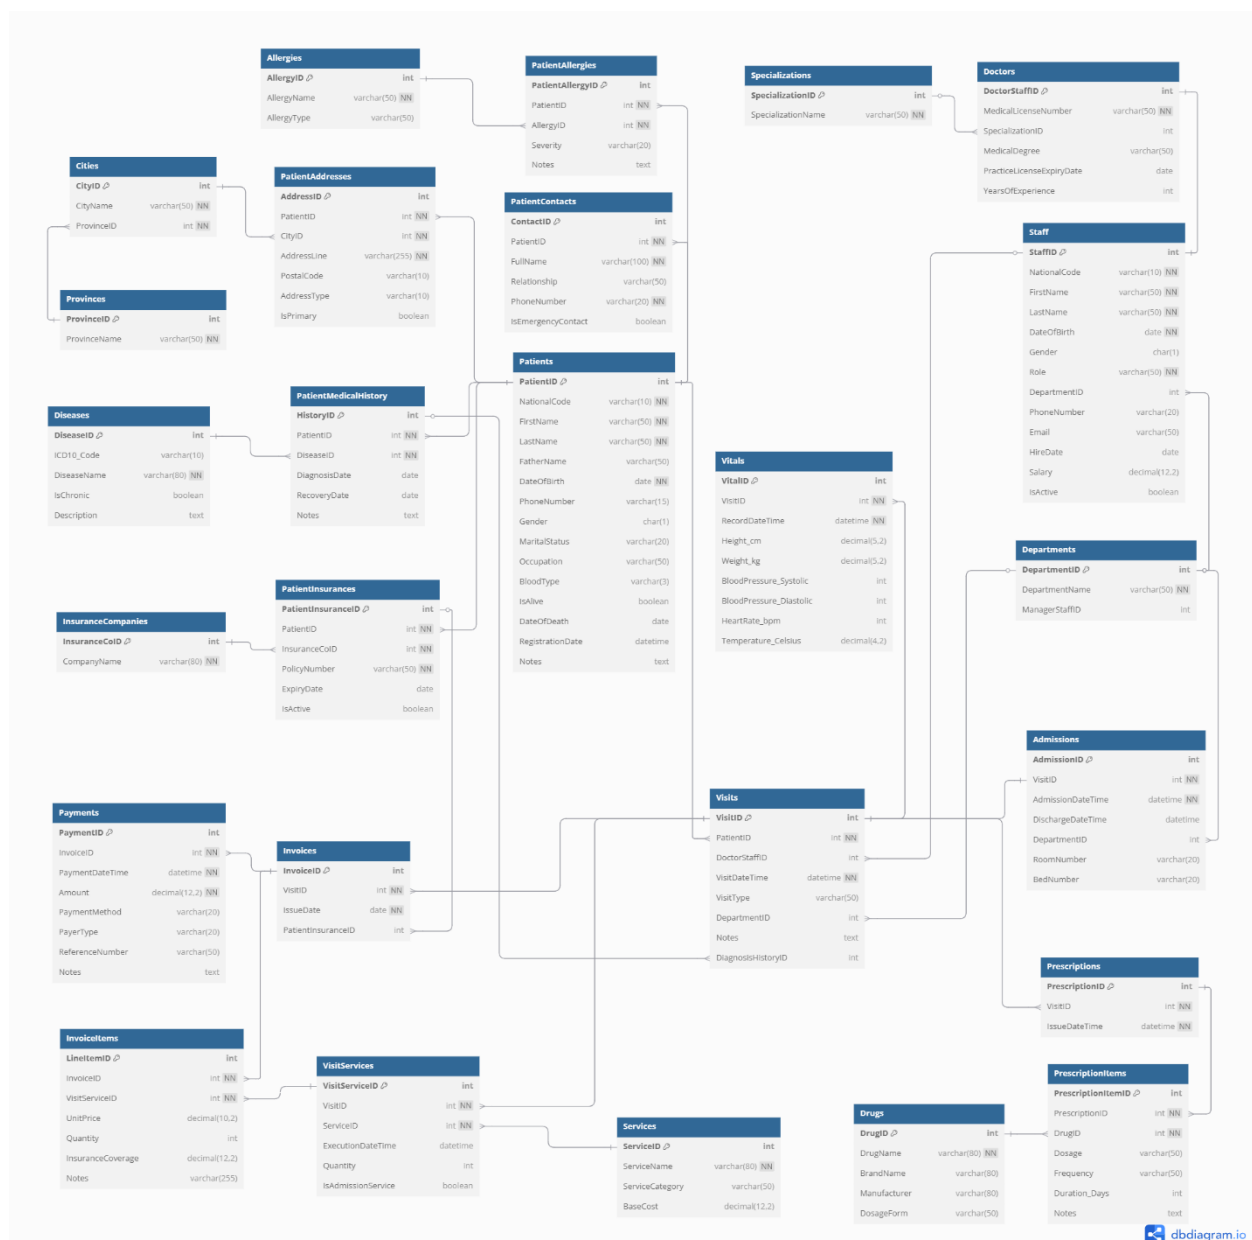 Allergies
AllergyID int
AllergyName varchar(50) NN
AllergyType varchar(50)
PatientAllergies
PatientAllergyID int
PatientID int NN
AllergyID int NN
Severity varchar(20)
Notes text
Specializations
SpecializationID int
SpecializationName varchar(50) NN
Doctors
DoctorStaffID int
MedicalLicenseNumber varchar(50) NN
SpecializationID int
MedicalDegree varchar(50)
PracticeLicenseExpiryDate date
YearsOfExperience int
Cities
CityID int
CityName varchar(50) NN
ProvinceID int NN
PatientAddresses
AddressID int
PatientID int NN
CityID int NN
AddressLine varchar(255) NN
PostalCode varchar(10)
AddressType varchar(10)
IsPrimary boolean
PatientContacts
ContactID int
PatientID int NN
FullName varchar(100) NN
Relationship varchar(50)
PhoneNumber varchar(20) NN
IsEmergencyContact boolean
Staff
StaffID int
NationalCode varchar(10) NN
FirstName varchar(50) NN
LastName varchar(50) NN
DateOfBirth date NN
Gender char(1)
Role varchar(50) NN
DepartmentID int
PhoneNumber varchar(20)
Email varchar(50)
HireDate date
Salary decimal(12,2)
IsActive boolean
Provinces
ProvinceID int
ProvinceName varchar(50) NN
Patients
PatientID int
NationalCode varchar(10) NN
FirstName varchar(50) NN
LastName varchar(50) NN
FatherName varchar(50)
DateOfBirth date NN
PhoneNumber varchar(15)
Gender char(1)
MaritalStatus varchar(20)
Occupation varchar(50)
BloodType varchar(3)
IsAlive boolean
DateOfDeath date
RegistrationDate datetime
Notes text
PatientMedicalHistory
HistoryID int
PatientID int NN
DiseaseID int NN
DiagnosisDate date
RecoveryDate date
Notes text
Diseases
DiseaseID int
ICD10_Code varchar(10)
DiseaseName varchar(80) NN
IsChronic boolean
Description text
Vitals
VitalID int
VisitID int NN
RecordDateTime datetime NN
Height_cm decimal(5,2)
Weight_kg decimal(5,2)
BloodPressure_Systolic int
BloodPressure_Diastolic int
HeartRate_bpm int
Temperature_Celsius decimal(4,2)
Departments
DepartmentID int
DepartmentName varchar(50) NN
ManagerStaffID int
PatientInsurances
PatientInsuranceID int
PatientID int NN
InsuranceCoID int NN
PolicyNumber varchar(50) NN
ExpiryDate date
IsActive boolean
InsuranceCompanies
InsuranceCoID int
CompanyName varchar(80) NN
Admissions
AdmissionID int
VisitID int NN
AdmissionDateTime datetime NN
DischargeDateTime datetime
DepartmentID int
RoomNumber varchar(20)
BedNumber varchar(20)
Visits
VisitID int
PatientID int NN
DoctorStaffID int
VisitDateTime datetime NN
VisitType varchar(50)
DepartmentID int
Notes text
DiagnosisHistoryID int
Payments
PaymentID int
InvoiceID int NN
PaymentDateTime datetime NN
Amount decimal(12,2) NN
PaymentMethod varchar(20)
PayerType varchar(20)
ReferenceNumber varchar(50)
Notes text
Invoices
InvoiceID int
VisitID int NN
IssueDate date NN
PatientInsuranceID int
Prescriptions
PrescriptionID int
VisitID int NN
IssueDateTime datetime NN
InvoiceItems
LineItemID int
InvoiceID int NN
VisitServiceID int NN
UnitPrice decimal(10,2)
Quantity int
InsuranceCoverage decimal(12,2)
Notes varchar(255)
VisitServices
VisitServiceID int
VisitID int NN
ServiceID int NN
ExecutionDateTime datetime
Quantity int
IsAdmissionService boolean
PrescriptionItems
PrescriptionItemID int
PrescriptionID int NN
DrugID int NN
Dosage varchar(50)
Frequency varchar(50)
Duration_Days int
Notes text
Drugs
DrugID int
DrugName varchar(80) NN
BrandName varchar(80)
Manufacturer varchar(80)
DosageForm varchar(50)
Services
ServiceID int
ServiceName varchar(80) NN
ServiceCategory varchar(50)
BaseCost decimal(12,2)
dbdiagram.io